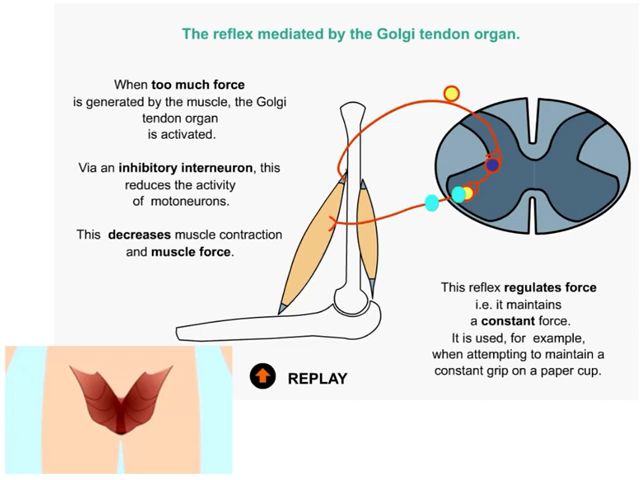 The reflex mediated by the Golgi tendon organ.
When too much force
is generated by the muscle, the Golgi
tendon organ
is activated.
Via an inhibitory interneuron, this
reduces the activity
of motoneurons.
This decreases muscle contraction
and muscle force.
This reflex regulates force
i.e. it maintains
a constant force.
It is used, for example,
when attempting to maintain a
constant grip on a paper cup.
REPLAY